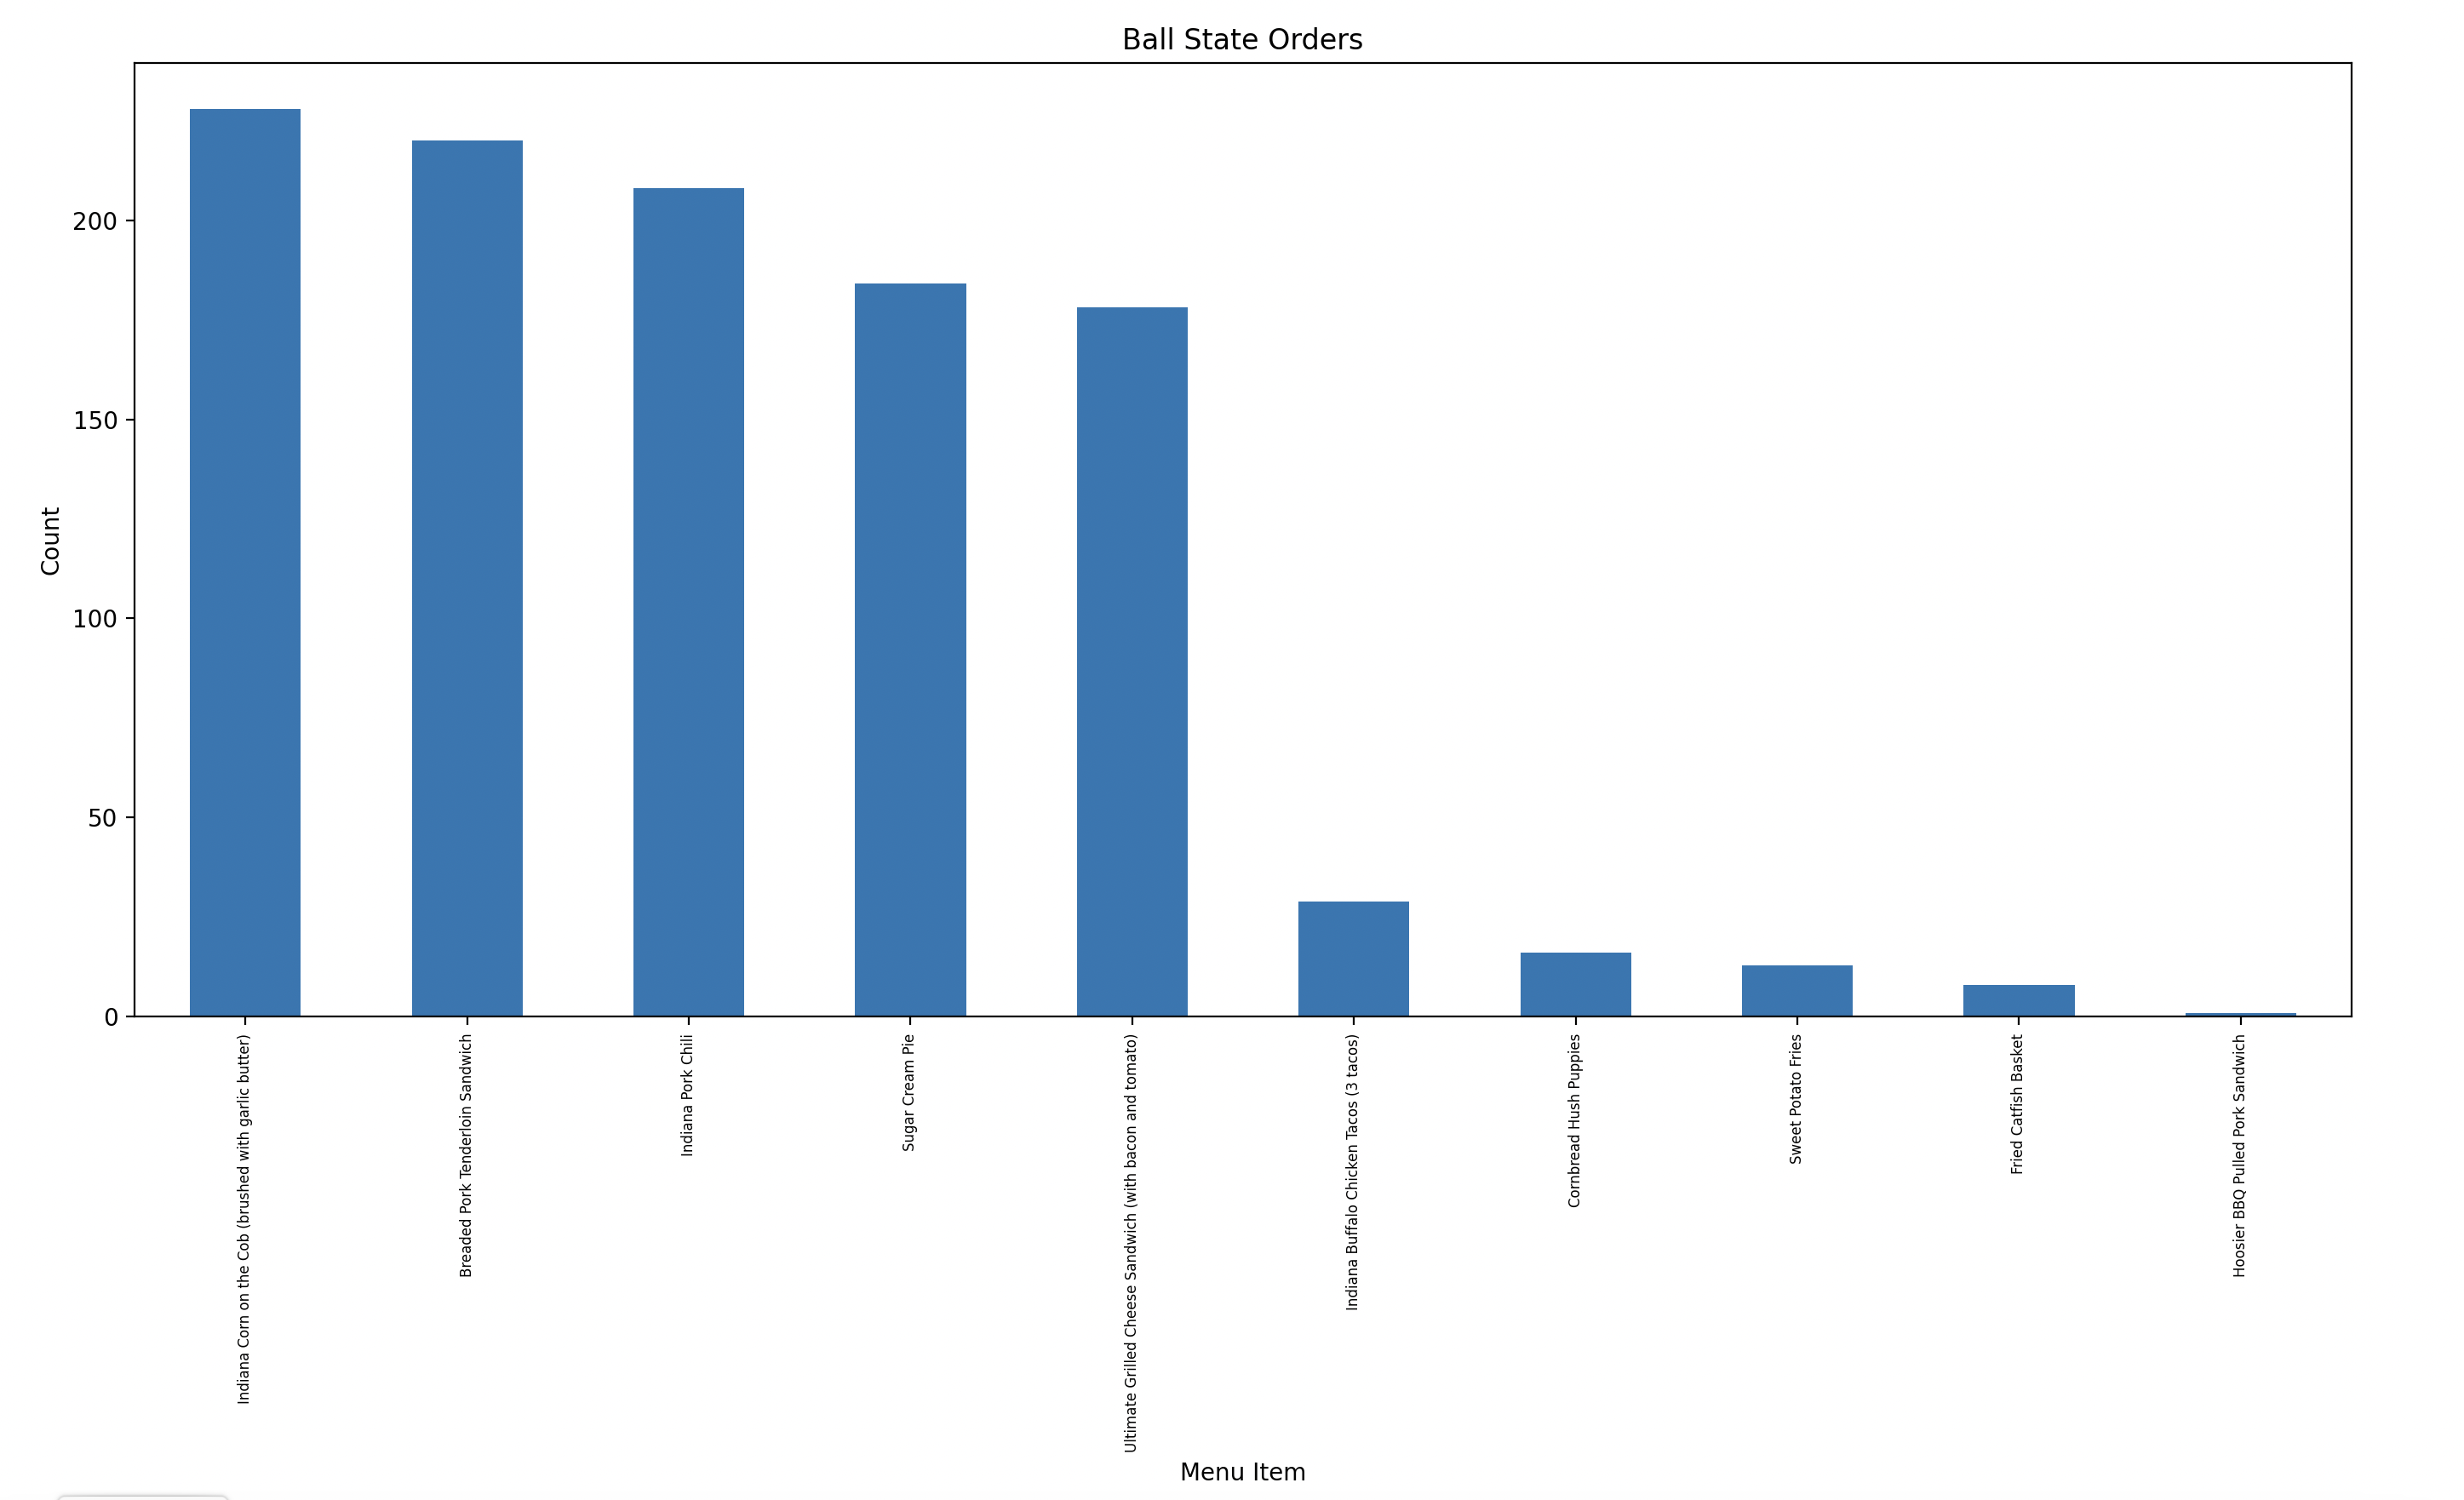 Ball State Orders
Count
200
150
100
50
0
Indiana Corn on the Cob (brushed with garlic butter)
Breaded Pork Tenderloin Sandwich
Indiana Pork Chili
Sugar Cream Pie
Ultimate Grilled Cheese Sandwich (with bacon and tomato)
Indiana Buffalo Chicken Tacos (3 tacos)
Cornbread Hush Puppies
Sweet Potato Fries
Fried Catfish Basket
Hoosier BBQ Pulled Pork Sandwich
Menu Item